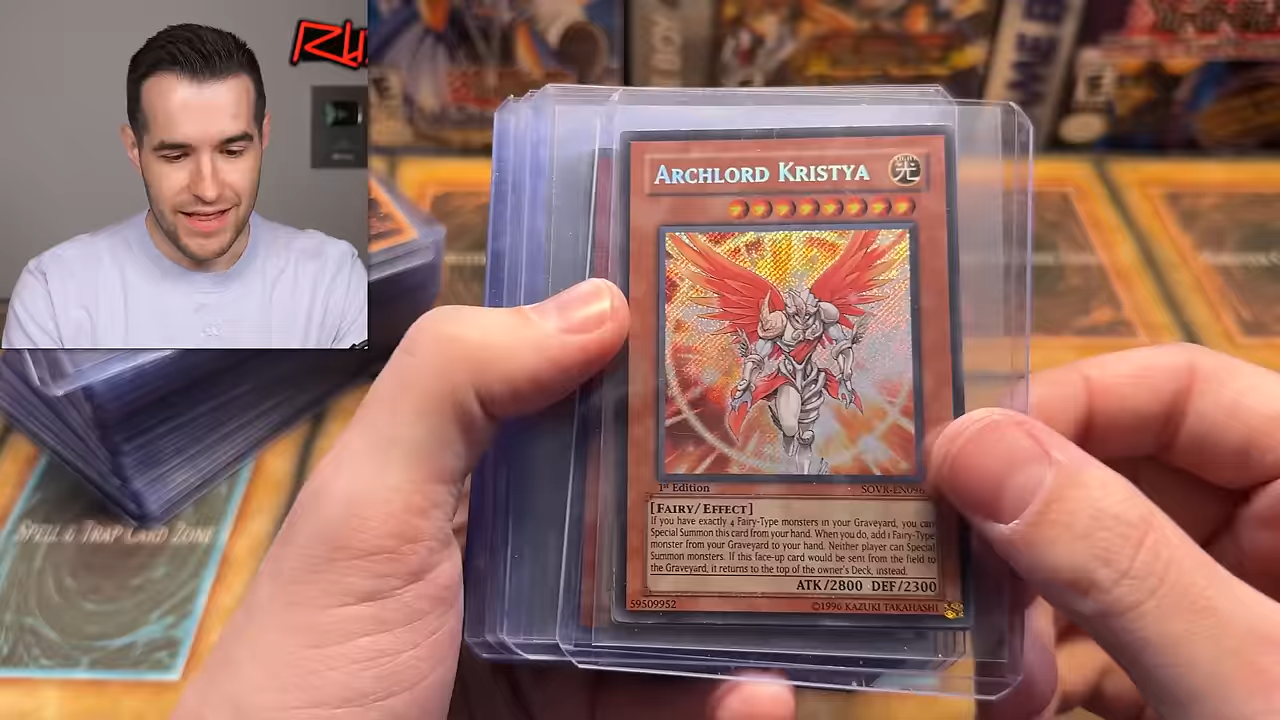 ARCHLORD KRISTYA
LIGHT
光
1st Edition
SOVR-EN096
[FAIRY/EFFECT]
If you have exactly 4 Fairy-Type monsters in your Graveyard, you can
Special Summon this card from your hand. When you do, add 1 Fairy-Type
monster from your Graveyard to your hand. Neither player can Special
Summon monsters. If this face-up card would be sent from the field to
the Graveyard, it returns to the top of the owner's Deck, instead.
ATK/2800 DEF/2300
59509952
©1996 KAZUKI TAKAHASHI
SPELL & TRAP CARD ZONE